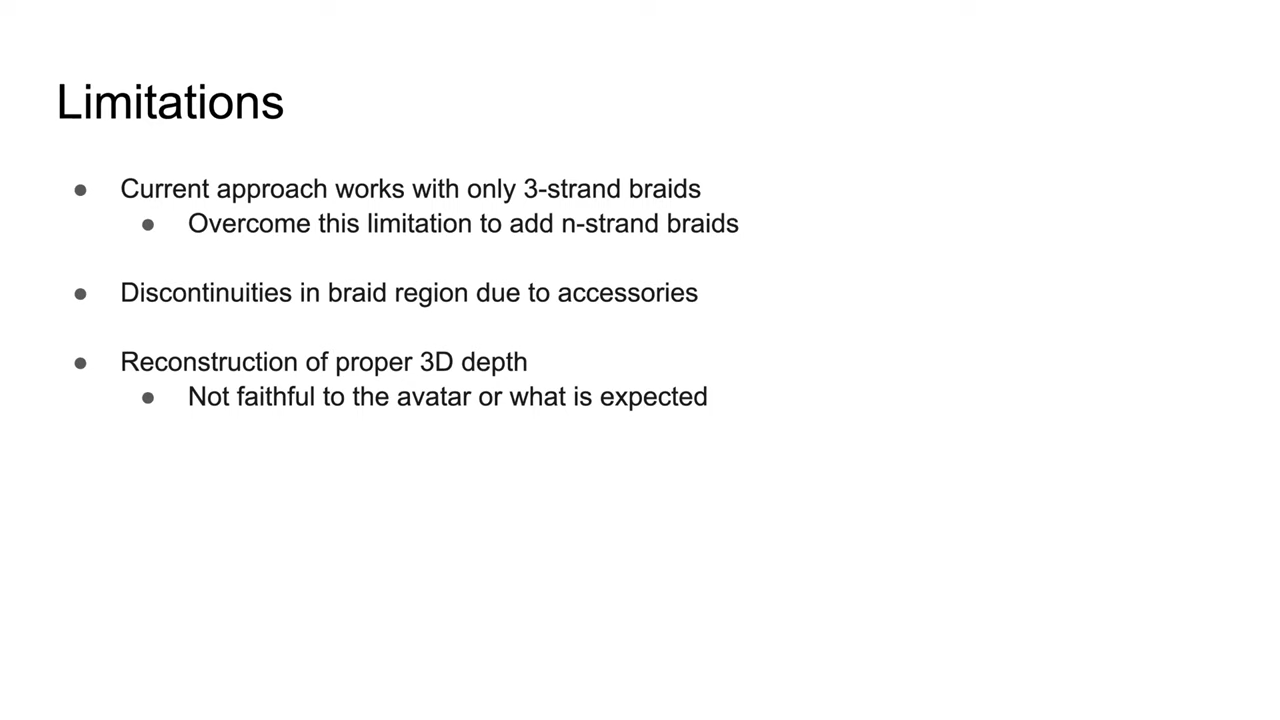 Limitations
● Current approach works with only 3-strand braids
● Overcome this limitation to add n-strand braids
● Discontinuities in braid region due to accessories
● Reconstruction of proper 3D depth
● Not faithful to the avatar or what is expected